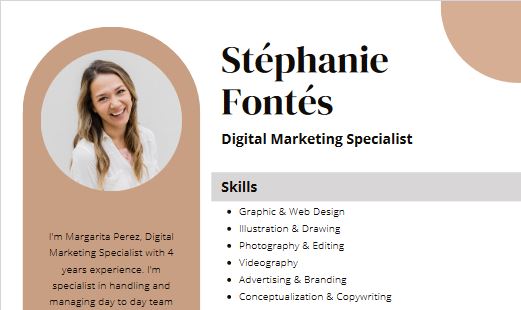 Stéphanie
Fontés
Digital Marketing Specialist
Skills
• Graphic & Web Design
• Illustration & Drawing
• Photography & Editing
• Videography
• Advertising & Branding
• Conceptualization & Copywriting
I'm Margarita Perez, Digital
Marketing Specialist with 4
years experience. I'm
specialist in handling and
managing day to day team